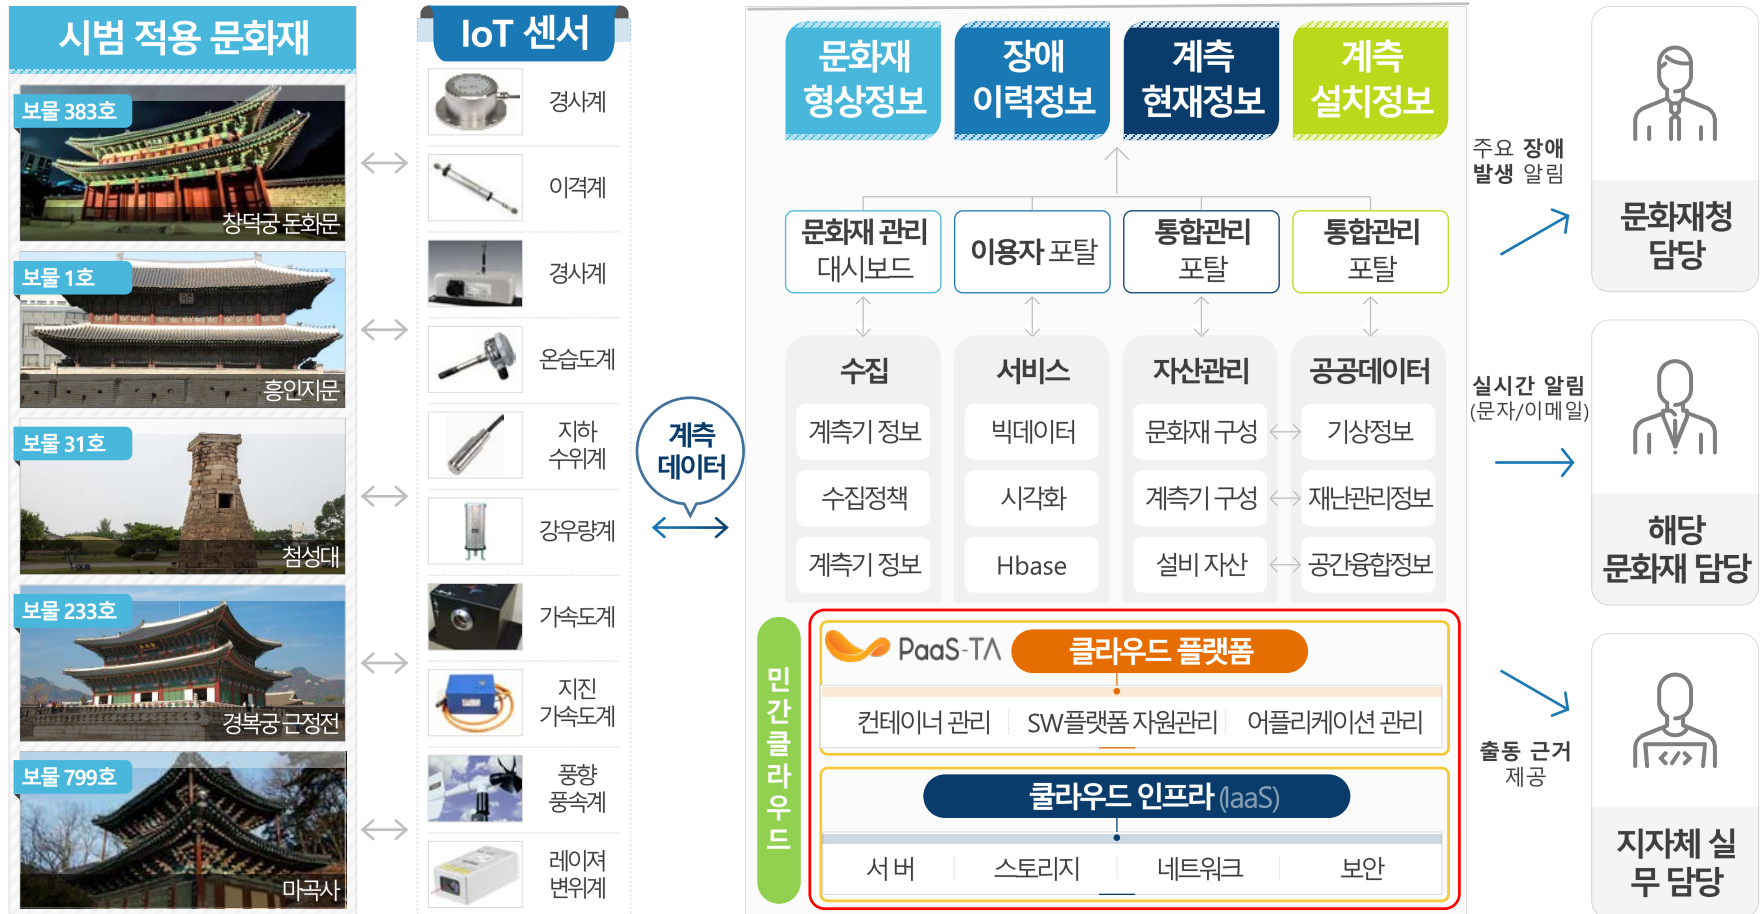 시범 적용 문화재
보물 383호
창덕궁 돈화문
보물 1호
흥인지문
보물 31호
첨성대
보물 233호
경복궁 근정전
보물 799호
마곡사
IoT 센서
경사계
이격계
경사계
온습도계
지하
수위계
강우량계
가속도계
지진
가속도계
풍향
풍속계
레이져
변위계
계측
데이터
문화재
형상정보
장애
이력정보
계측
현재정보
계측
설치정보
문화재 관리
대시보드
이용자 포탈
통합관리
포탈
통합관리
포탈
수집
계측기 정보
수집정책
계측기 정보
서비스
빅데이터
시각화
Hbase
자산관리
문화재 구성
계측기 구성
설비 자산
공공데이터
기상정보
재난관리정보
공간융합정보
민간클라우드
PaaS-TA
클라우드 플랫폼
컨테이너 관리
SW플랫폼 자원관리
어플리케이션 관리
쿨라우드 인프라 (IaaS)
서 버
스토리지
네트워크
보안
주요 장애
발생 알림
문화재청
담당
실시간 알림
(문자/이메일)
해당
문화재 담당
출동 근거
제공
</>
지자체 실
무 담당